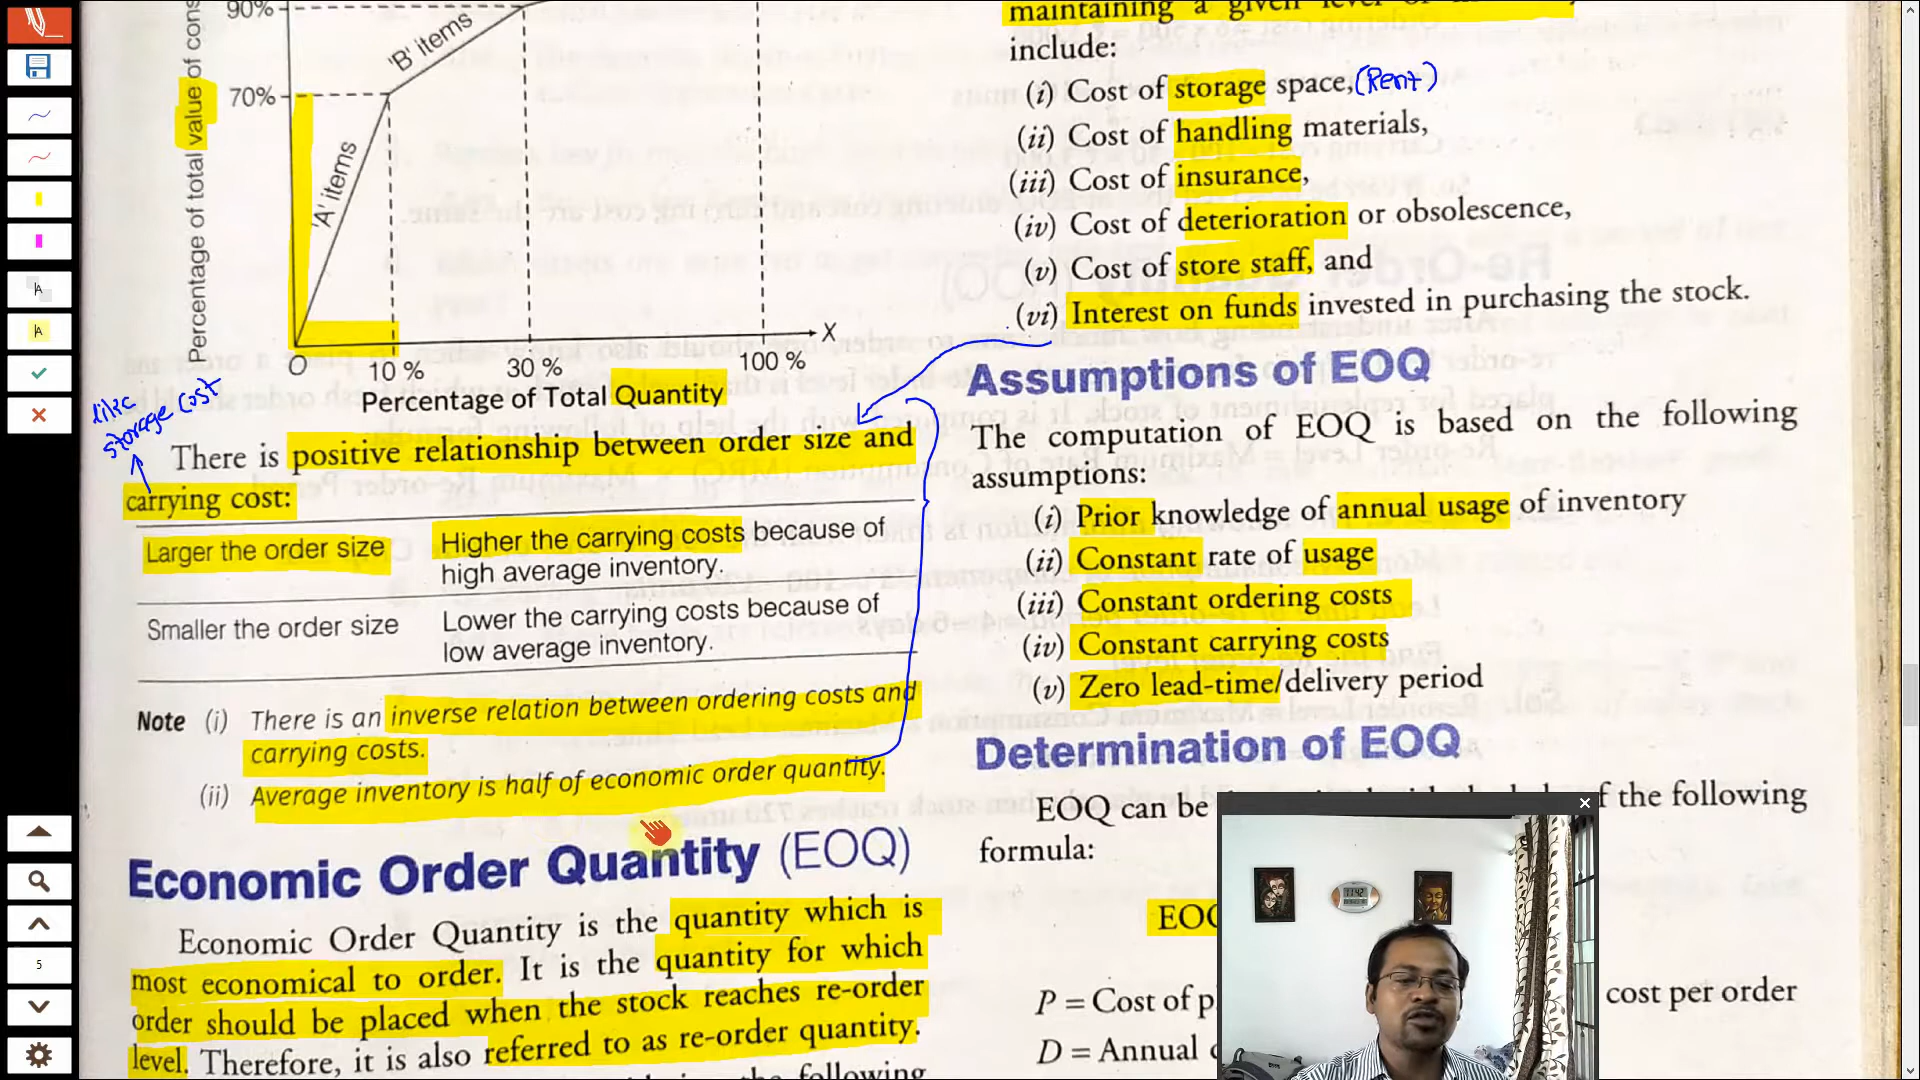 90%
Percentage of total value of cons
70%
'A' items
'B' items
O
10 %
30 %
100 %
X
Percentage of Total Quantity
like
storage cost
There is positive relationship between order size and
carrying cost:
Larger the order size
Higher the carrying costs because of
high average inventory.
Smaller the order size
Lower the carrying costs because of
low average inventory.
Note (i) There is an inverse relation between ordering costs and
carrying costs.
(ii) Average inventory is half of economic order quantity.
Economic Order Quantity (EOQ)
Economic Order Quantity is the quantity which is
most economical to order. It is the quantity for which
order should be placed when the stock reaches re-order
level. Therefore, it is also referred to as re-order quantity.
following
maintaining a given level of
include:
(i) Cost of storage space, (Rent)
(ii) Cost of handling materials,
(iii) Cost of insurance,
(iv) Cost of deterioration or obsolescence,
(v) Cost of store staff, and
(vi) Interest on funds invested in purchasing the stock.
Assumptions of EOQ
The computation of EOQ is based on the following
assumptions:
(i) Prior knowledge of annual usage of inventory
(ii) Constant rate of usage
(iii) Constant ordering costs
(iv) Constant carrying costs
(v) Zero lead-time/delivery period
Determination of EOQ
EOQ can be f the following
formula:
EOQ
P = Cost of p cost per order
D = Annual
5